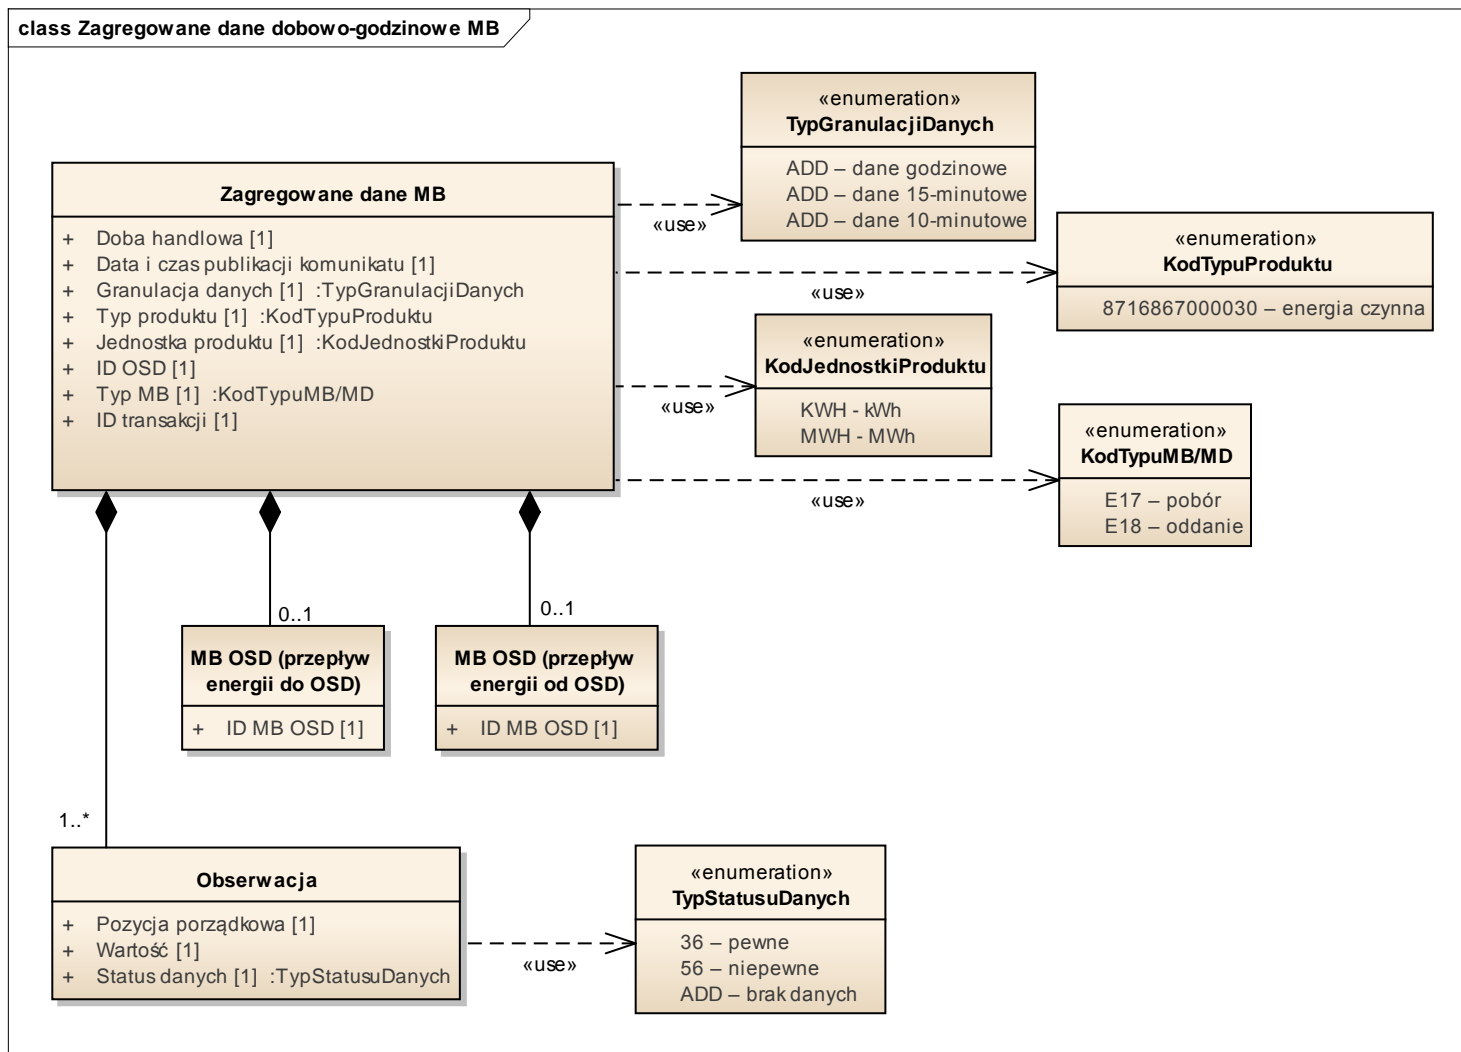 class Zagregowane dane dobowo-godzinowe MB
«enumeration»
TypGranulacjiDanych
ADD – dane godzinowe
ADD – dane 15-minutowe
ADD – dane 10-minutowe
Zagregowane dane MB
+ Doba handlowa [1]
+ Data i czas publikacji komunikatu [1]
+ Granulacja danych [1] :TypGranulacjiDanych
+ Typ produktu [1] :KodTypuProduktu
+ Jednostka produktu [1] :KodJednostkiProduktu
+ ID OSD [1]
+ Typ MB [1] :KodTypuMB/MD
+ ID transakcji [1]
«use»
«enumeration»
KodTypuProduktu
8716867000030 – energia czynna
«use»
«enumeration»
KodJednostkiProduktu
KWH - kWh
MWH - MWh
«use»
«enumeration»
KodTypuMB/MD
E17 – pobór
E18 – oddanie
«use»
0..1
0..1
MB OSD (przepływ
energii do OSD)
+ ID MB OSD [1]
MB OSD (przepływ
energii od OSD)
+ ID MB OSD [1]
1..*
Obserwacja
+ Pozycja porządkowa [1]
+ Wartość [1]
+ Status danych [1] :TypStatusuDanych
«use»
«enumeration»
TypStatusuDanych
36 – pewne
56 – niepewne
ADD – brak danych